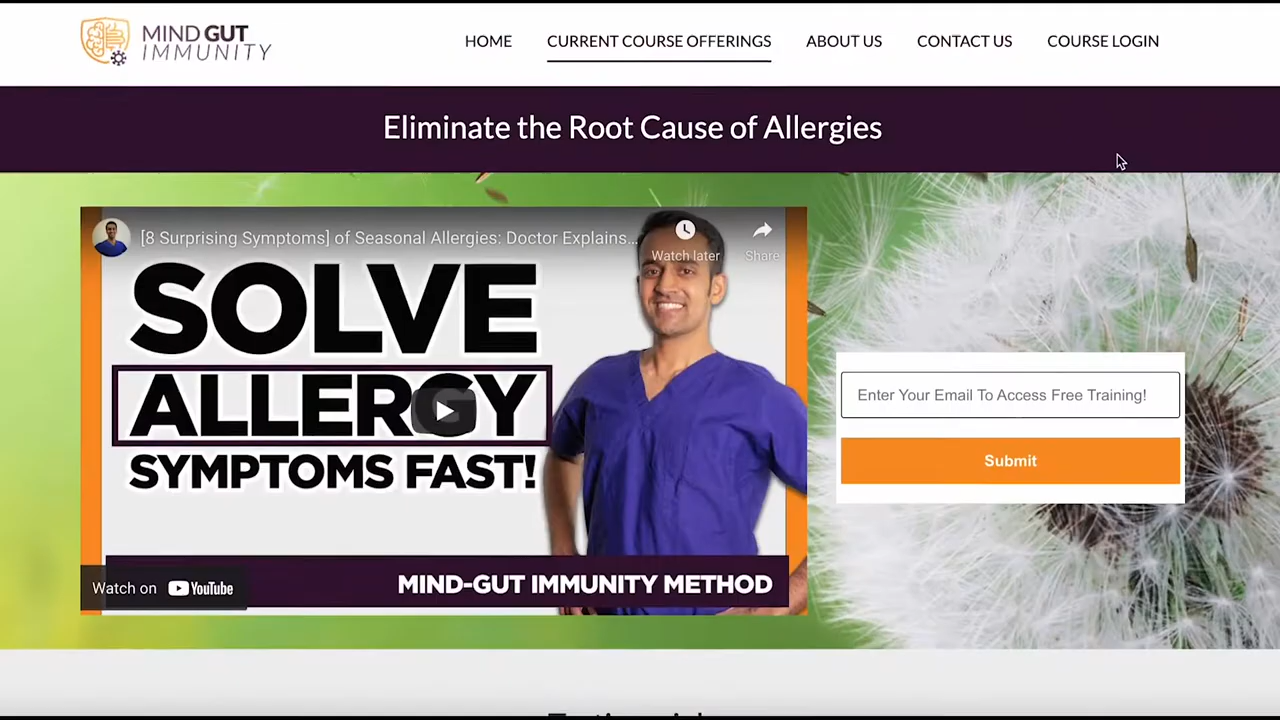 MIND GUT
IMMUNITY
HOME
CURRENT COURSE OFFERINGS
ABOUT US
CONTACT US
COURSE LOGIN
Eliminate the Root Cause of Allergies
[8 Surprising Symptoms] of Seasonal Allergies: Doctor Explains...
Watch later
Share
SOLVE
ALLERGY
SYMPTOMS FAST!
MIND-GUT IMMUNITY METHOD
Watch on YouTube
Enter Your Email To Access Free Training!
Submit